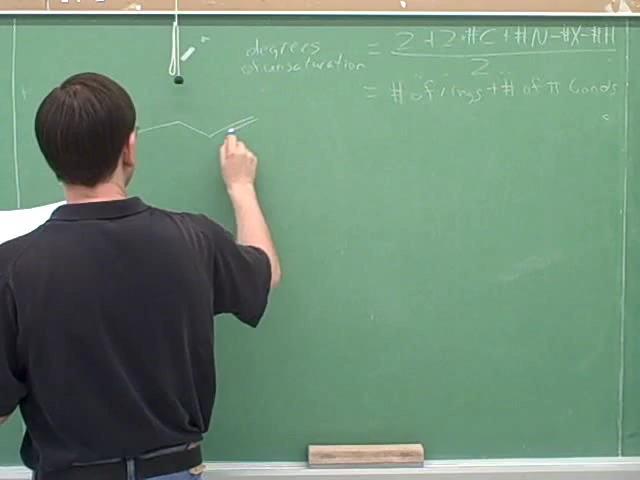 degrees = 2+2·#C+#N-#X-#H
of unsaturation 2
= # of rings + # of π bonds